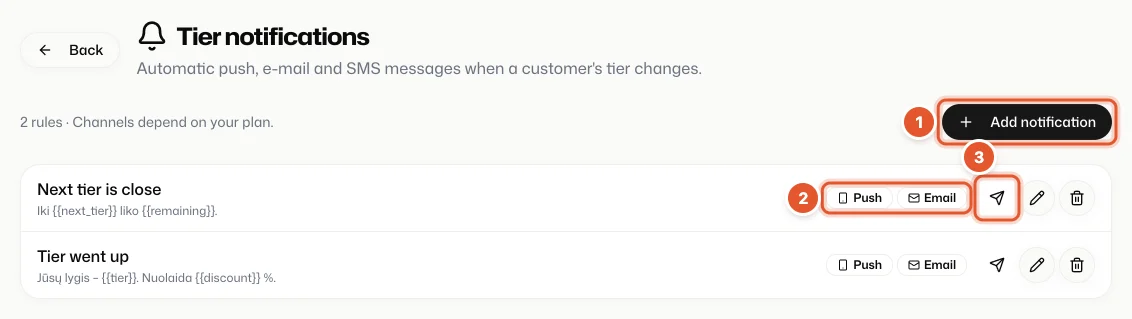 Back
Tier notifications
Automatic push, e-mail and SMS messages when a customer's tier changes.
2 rules · Channels depend on your plan.
1
+ Add notification
3
Next tier is close
Iki {{next_tier}} liko {{remaining}}.
2
Push
Email
Tier went up
Jūsų lygis – {{tier}}. Nuolaida {{discount}} %.
Push
Email